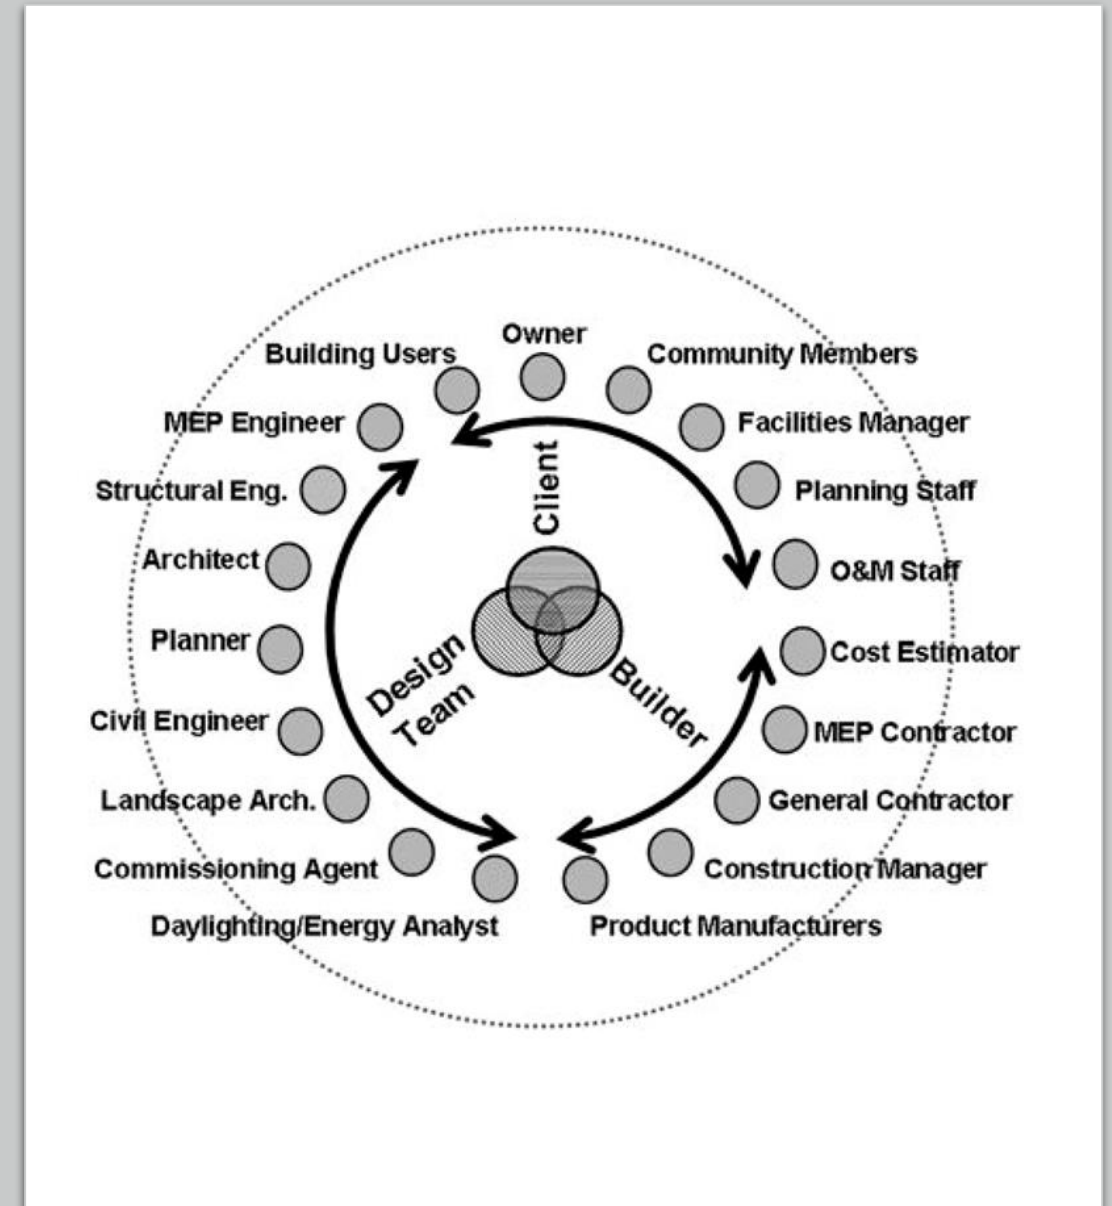 Owner
Building Users
Community Members
MEP Engineer
Facilities Manager
Structural Eng.
Planning Staff
Architect
O&M Staff
Planner
Cost Estimator
Civil Engineer
MEP Contractor
Landscape Arch.
General Contractor
Commissioning Agent
Construction Manager
Daylighting/Energy Analyst
Product Manufacturers
Client
Design
Team
Builder